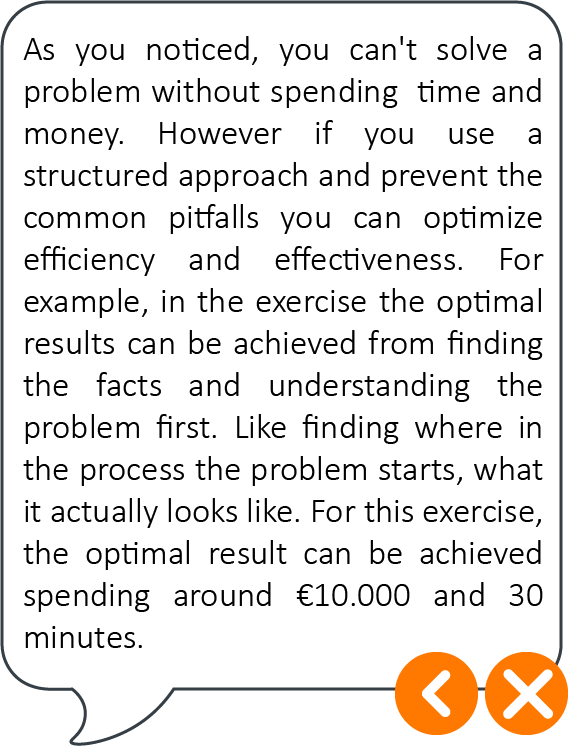 As you noticed, you can't solve a
problem without spending time and
money. However if you use a
structured approach and prevent the
common pitfalls you can optimize
efficiency and effectiveness. For
example, in the exercise the optimal
results can be achieved from finding
the facts and understanding the
problem first. Like finding where in
the process the problem starts, what
it actually looks like. For this exercise,
the optimal result can be achieved
spending around €10.000 and 30
minutes.